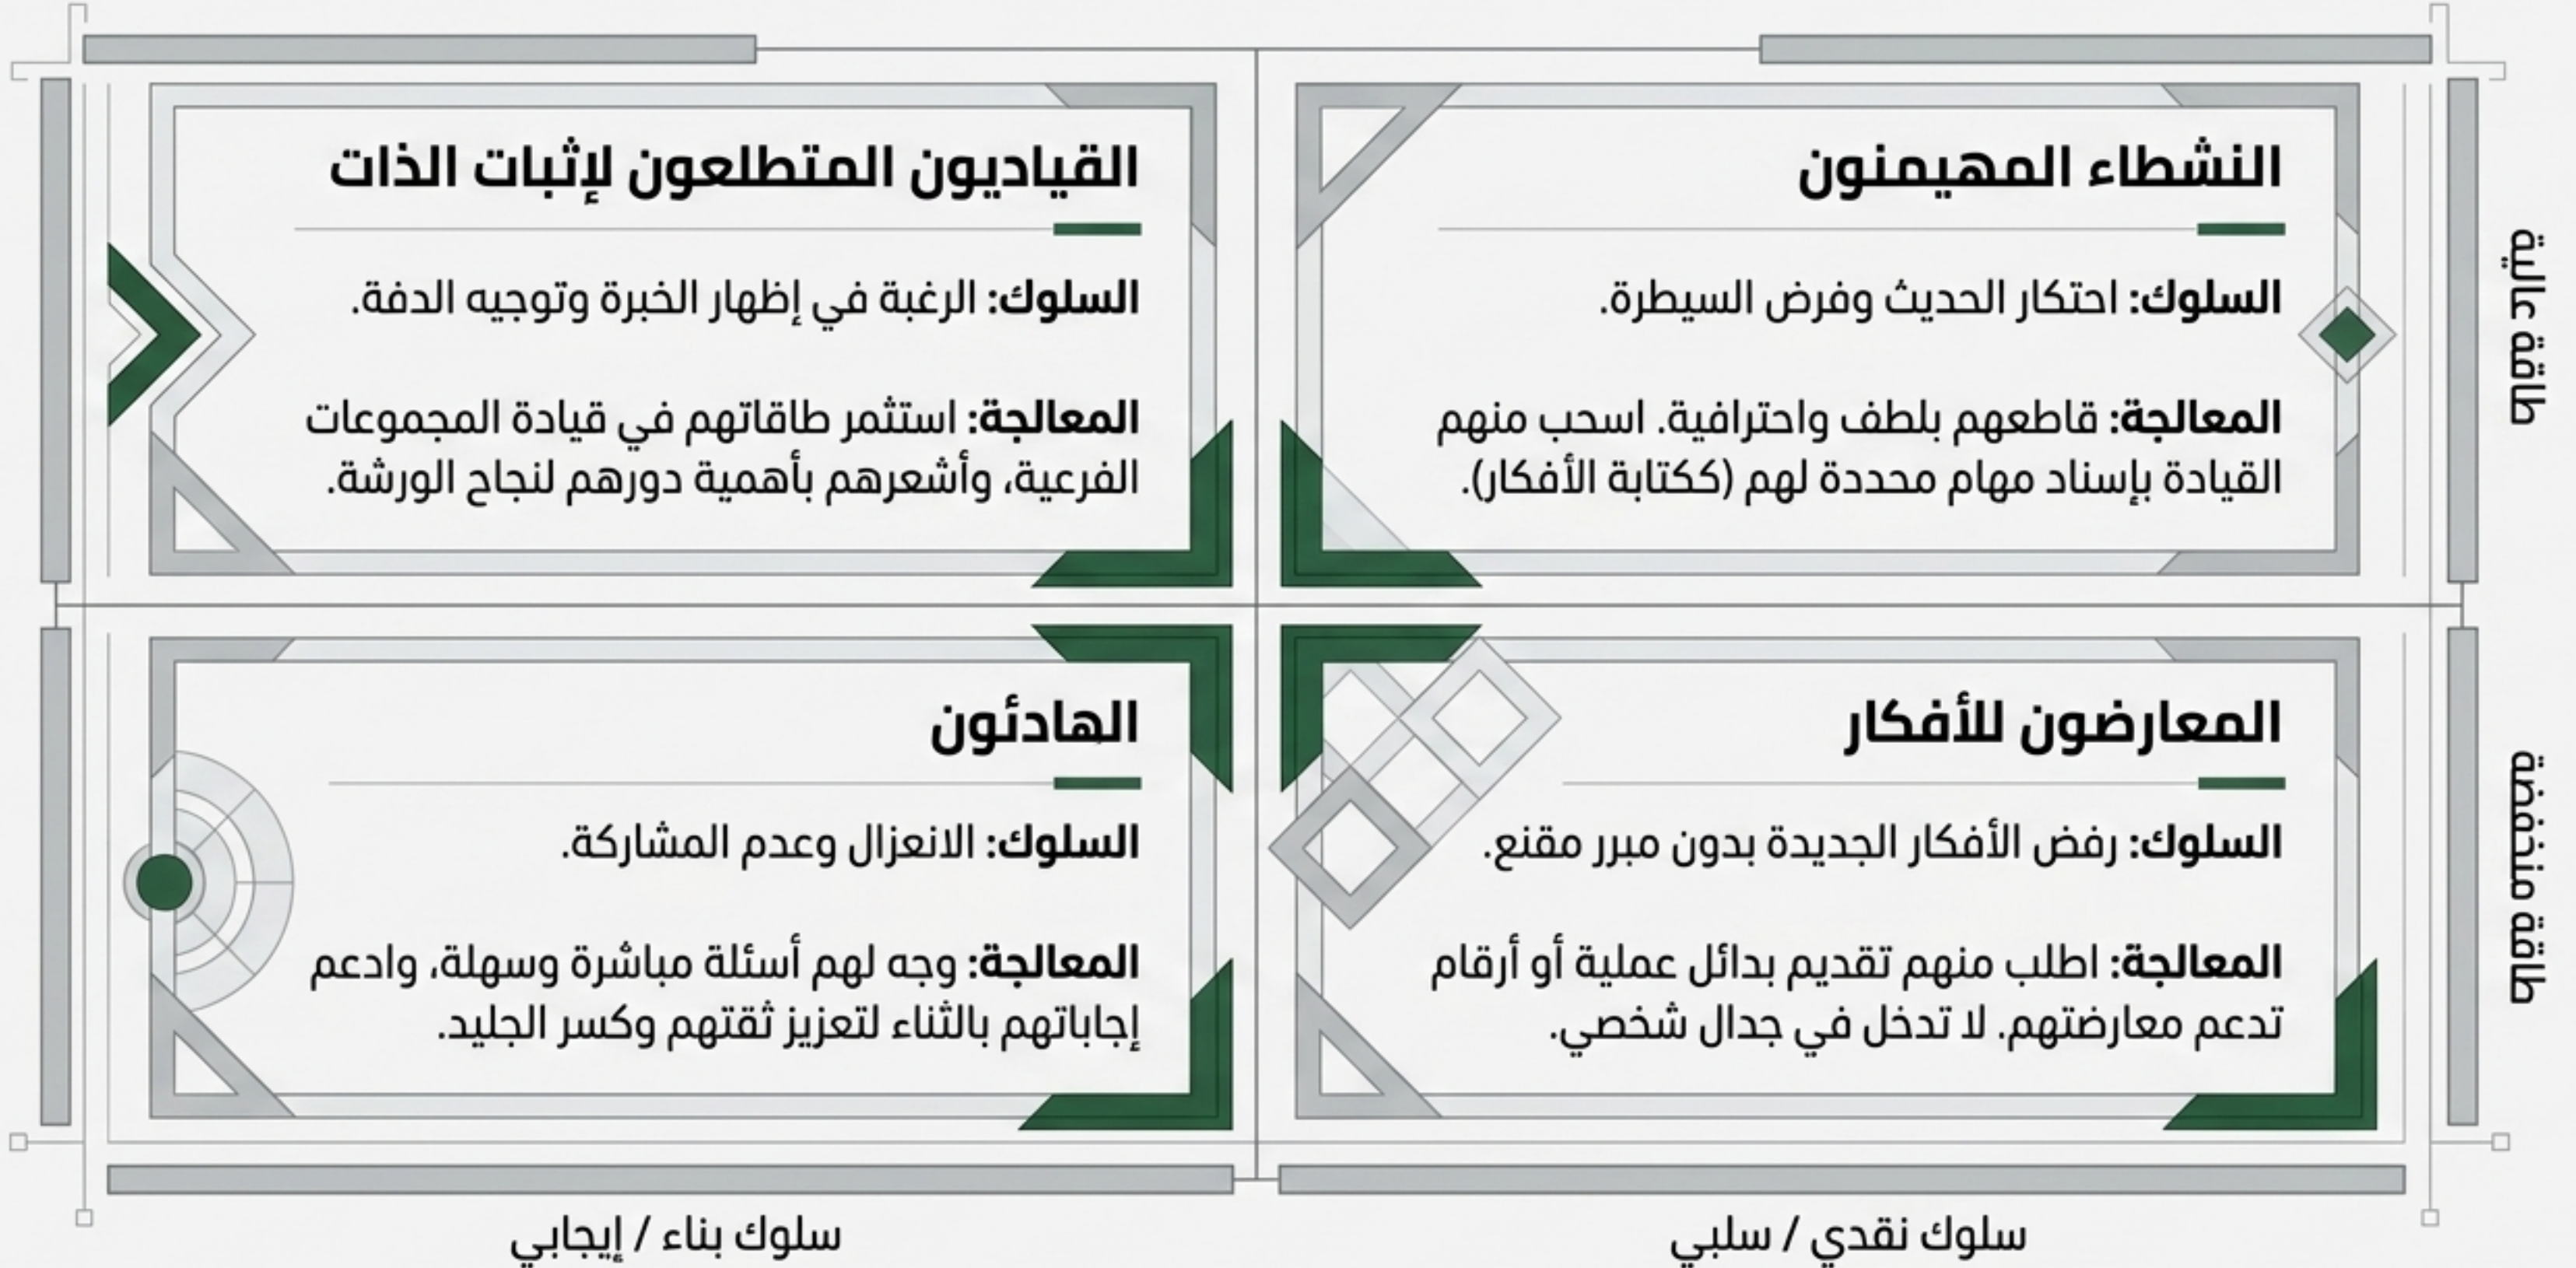 النشطاء المهيمنون
السلوك: احتكار الحديث وفرض السيطرة.
المعالجة: قاطعهم بلطف واحترافية. اسحب منهم
القيادة بإسناد مهام محددة لهم (ككتابة الأفكار).
القياديون المتطلعون لإثبات الذات
السلوك: الرغبة في إظهار الخبرة وتوجيه الدفة.
المعالجة: استثمر طاقاتهم في قيادة المجموعات
الفرعية، وأشعرهم بأهمية دورهم لنجاح الورشة.
طاقة عالية
المعارضون للأفكار
السلوك: رفض الأفكار الجديدة بدون مبرر مقنع.
المعالجة: اطلب منهم تقديم بدائل عملية أو أرقام
تدعم معارضتهم. لا تدخل في جدال شخصي.
الهادئون
السلوك: الانعزال وعدم المشاركة.
المعالجة: وجه لهم أسئلة مباشرة وسهلة، وادعم
إجاباتهم بالثناء لتعزيز ثقتهم وكسر الجليد.
طاقة منخفضة
سلوك نقدي / سلبي
سلوك بناء / إيجابي